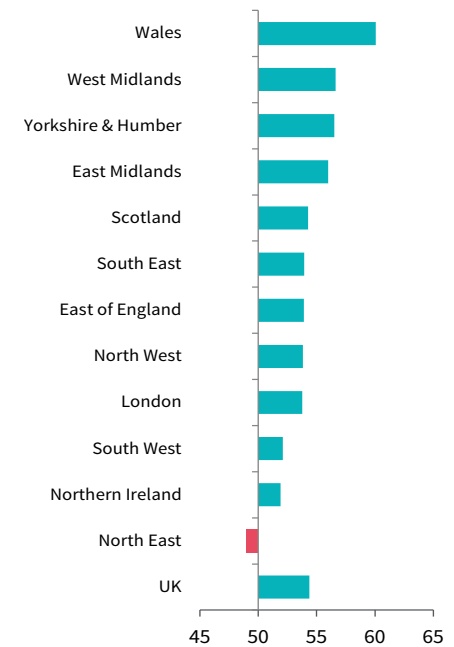 Wales
West Midlands
Yorkshire & Humber
East Midlands
Scotland
South East
East of England
North West
London
South West
Northern Ireland
North East
UK
45 50 55 60 65